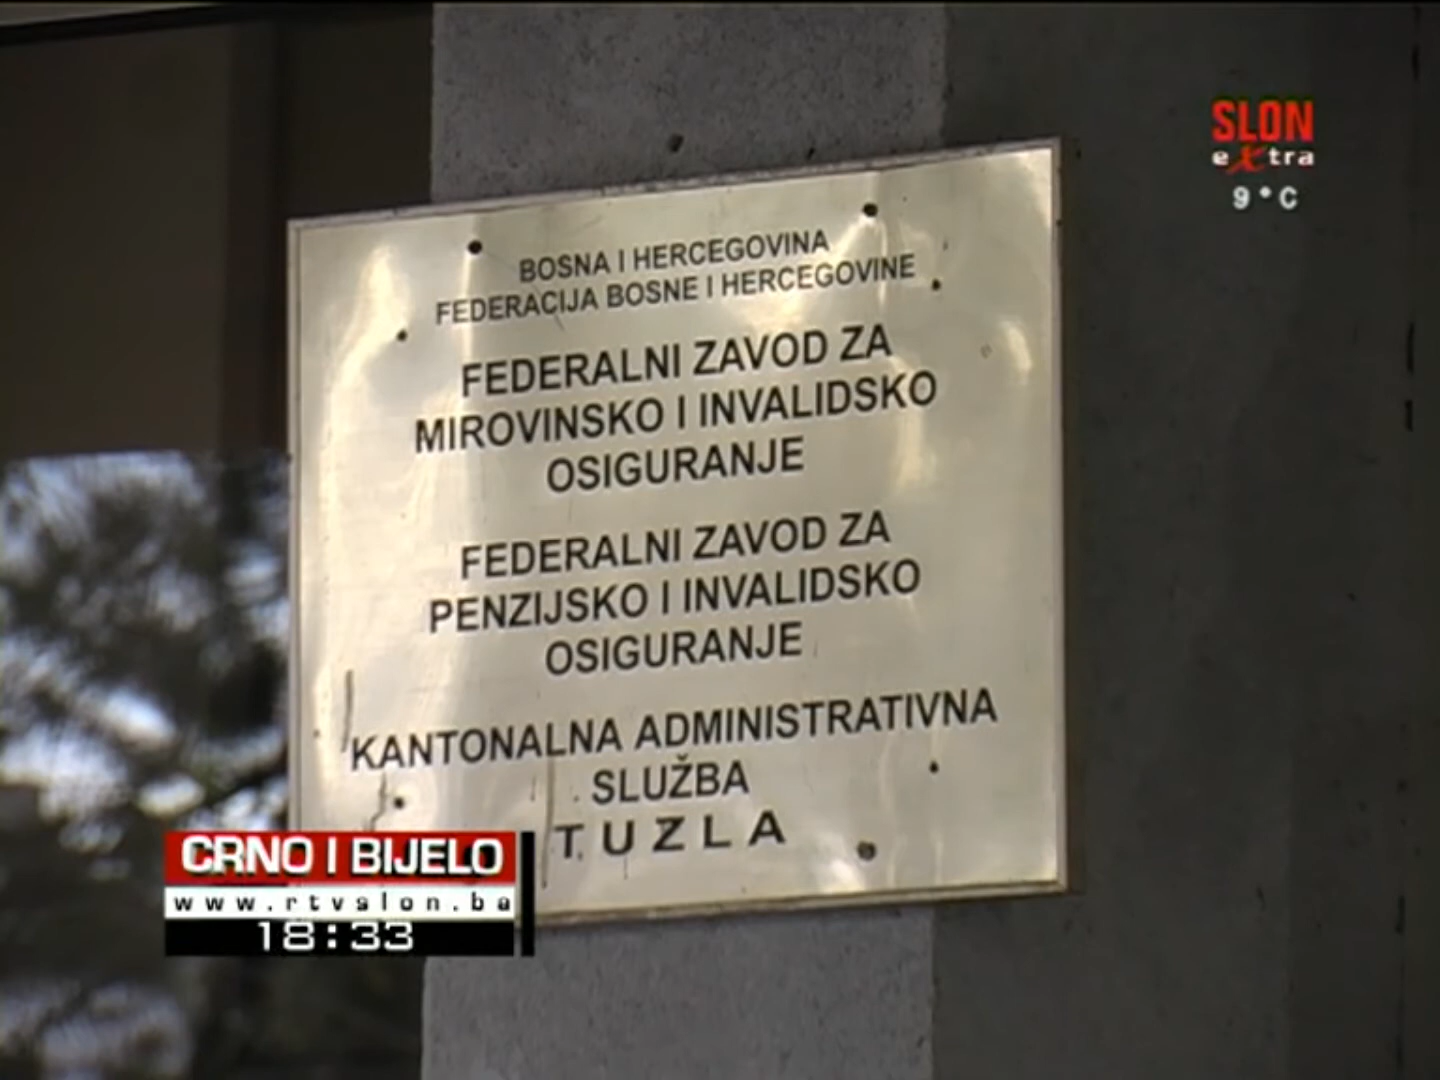 SLON
extra
9°C
BOSNA I HERCEGOVINA
FEDERACIJA BOSNE I HERCEGOVINE
FEDERALNI ZAVOD ZA
MIROVINSKO I INVALIDSKO
OSIGURANJE
FEDERALNI ZAVOD ZA
PENZIJSKO I INVALIDSKO
OSIGURANJE
KANTONALNA ADMINISTRATIVNA
SLUŽBA
TUZLA
CRNO I BIJELO
www.rtvslon.ba
18:33